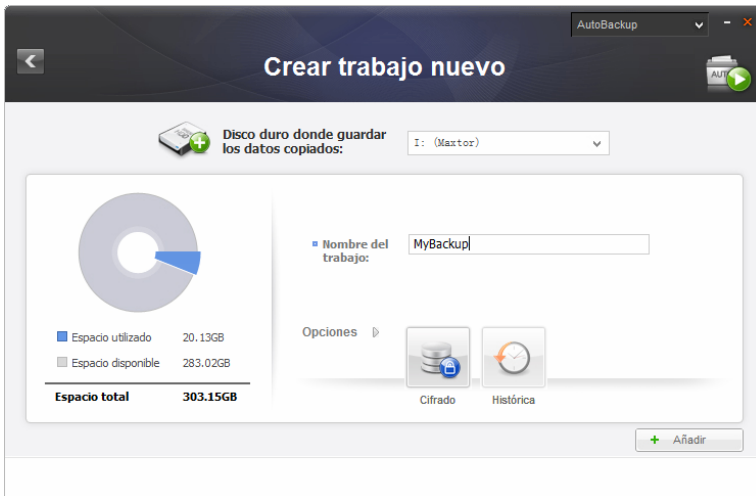 AutoBackup
Crear trabajo nuevo
AUTO
Disco duro donde guardar
los datos copiados:
I: (Maxtor)
Nombre del
trabajo:
MyBackup
Espacio utilizado 20.13GB
Espacio disponible 283.02GB
Espacio total 303.15GB
Opciones
Cifrado
Histórica
+ Añadir